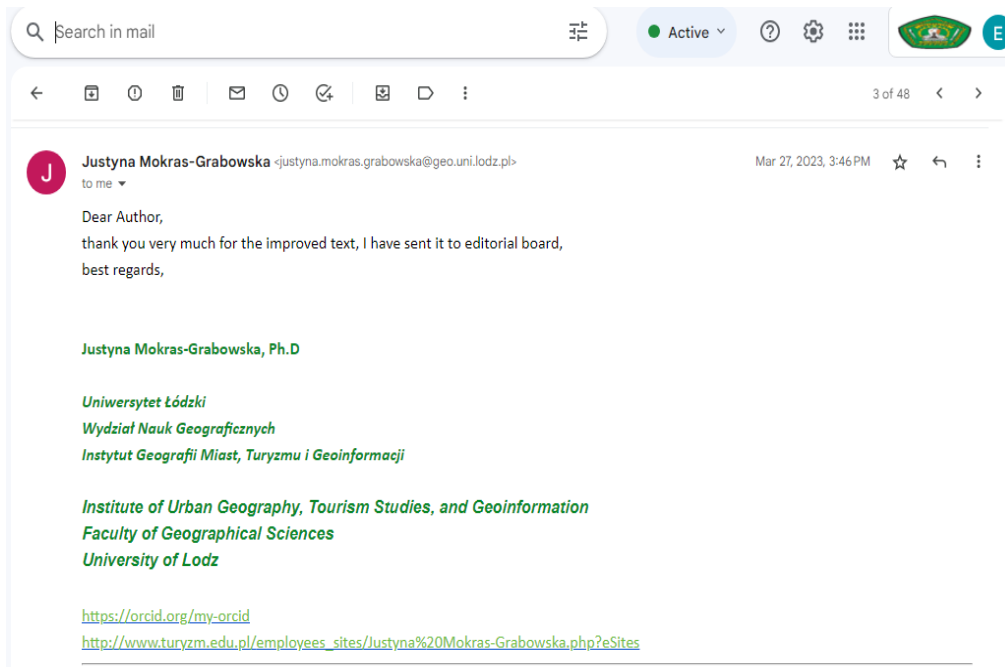 Search in mail
Active
E
3 of 48
J
Justyna Mokras-Grabowska <justyna.mokras.grabowska@geo.uni.lodz.pl>
Mar 27, 2023, 3:46 PM
to me
Dear Author,
thank you very much for the improved text, I have sent it to editorial board,
best regards,
Justyna Mokras-Grabowska, Ph.D
Uniwersytet Łódzki
Wydział Nauk Geograficznych
Instytut Geografii Miast, Turyzmu i Geoinformacji
Institute of Urban Geography, Tourism Studies, and Geoinformation
Faculty of Geographical Sciences
University of Lodz
https://orcid.org/my-orcid
http://www.turyzm.edu.pl/employees_sites/Justyna%20Mokras-Grabowska.php?eSites